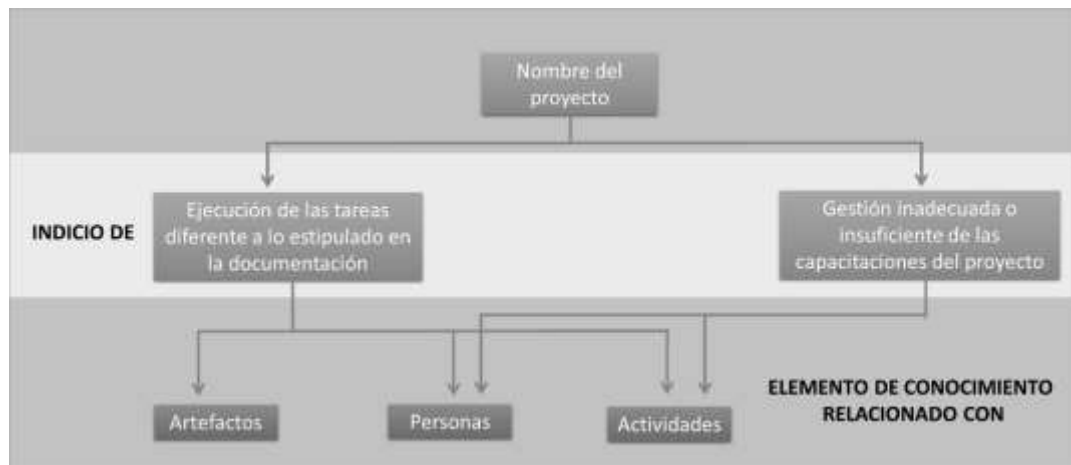 Nombre del
proyecto
INDICIO DE
Ejecución de las tareas
diferente a lo estipulado en
la documentación
Gestión inadecuada o
insuficiente de las
capacitaciones del proyecto
ELEMENTO DE CONOCIMIENTO
RELACIONADO CON
Artefactos
Personas
Actividades